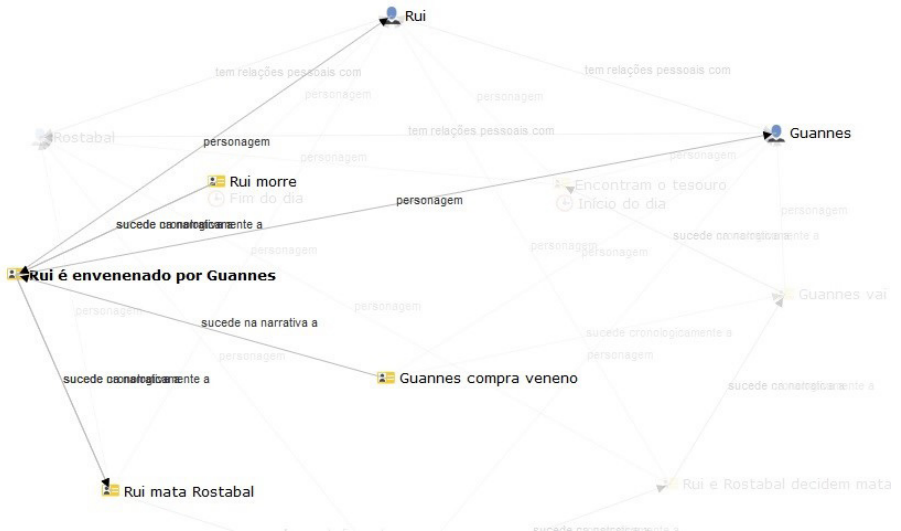 Rui
tem relações pessoais com
tem relações pessoais com
personagem
personagem
Rostabal
tem relações pessoais com
Guannes
personagem
personagem
personagem
Rui morre
Encontram o tesouro
Fim do dia
personagem
Início do dia
personagem
personagem
personagem
personagem
Rui é envenenado por Guannes
Guannes vai
personagem
personagem
sucede na narrativa a
sucede cronologicamente a
personagem
personagem
Guannes compra veneno
Rui mata Rostabal
Rui e Rostabal decidem mata